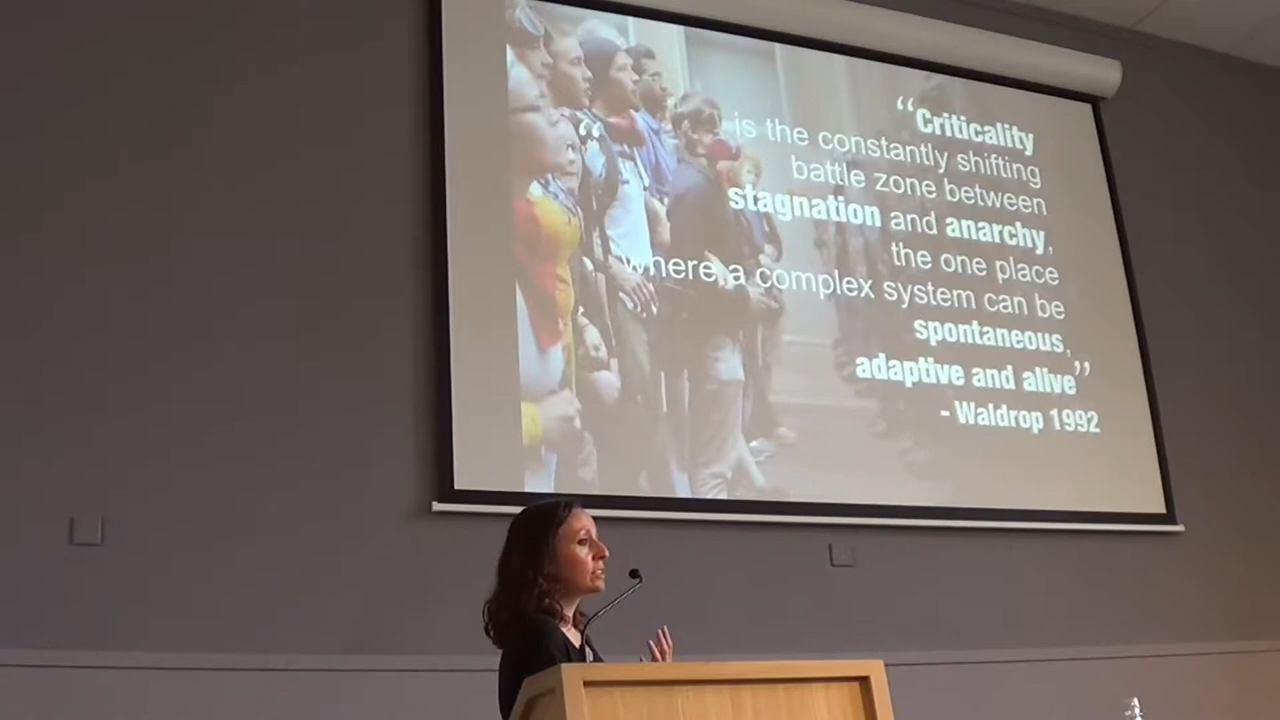 “Criticality
is the constantly shifting
battle zone between
stagnation and anarchy,
the one place
where a complex system can be
spontaneous,
adaptive and alive”
- Waldrop 1992